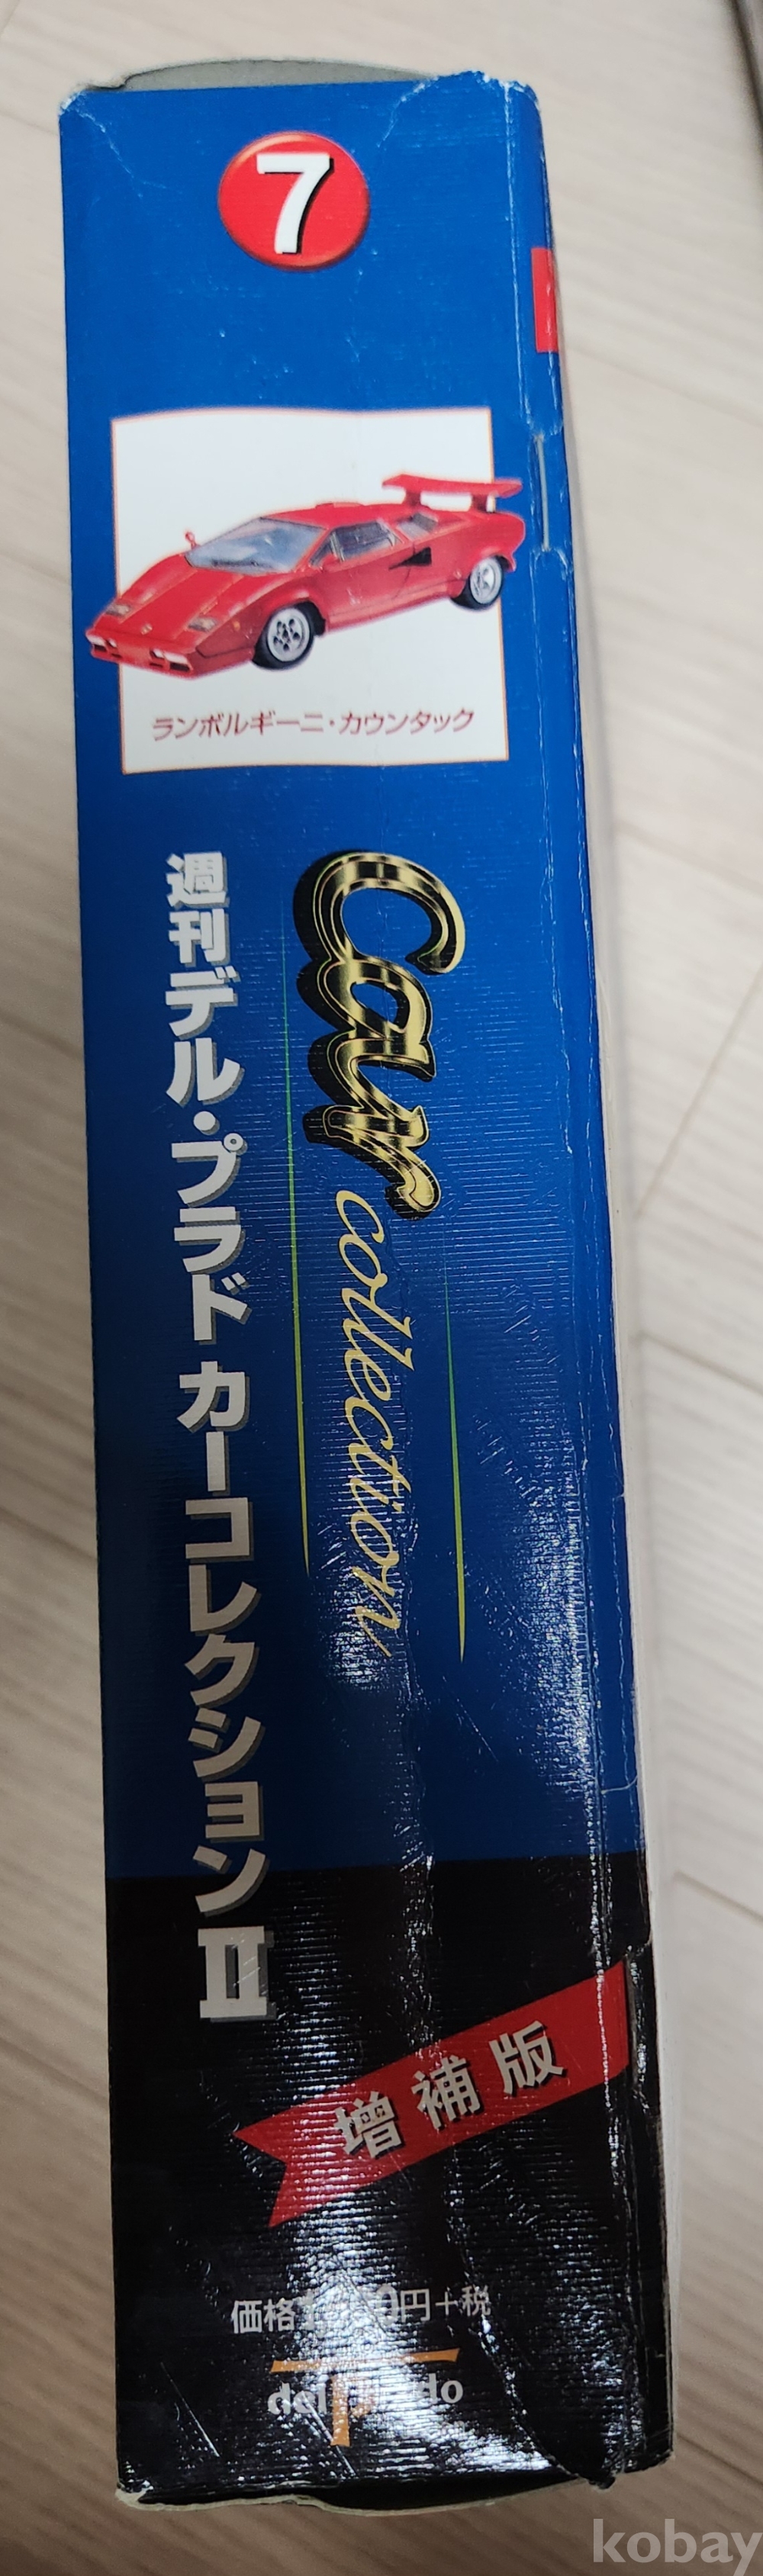 7
ランボルギーニ・カウンタック
Car collection
週刊デル・プラド カーコレクションII
増補版
価格 円+税
kobay